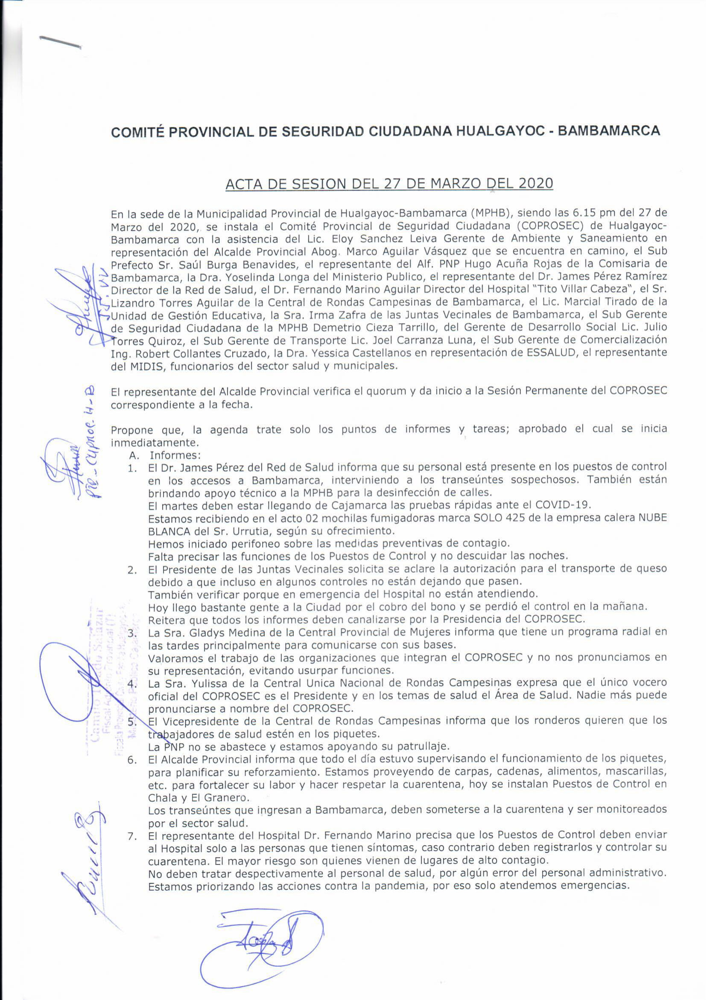 COMITÉ PROVINCIAL DE SEGURIDAD CIUDADANA HUALGAYOC - BAMBAMARCA
ACTA DE SESION DEL 27 DE MARZO DEL 2020
En la sede de la Municipalidad Provincial de Hualgayoc-Bambamarca (MPHB), siendo las 6.15 pm del 27 de
Marzo del 2020, se instala el Comité Provincial de Seguridad Ciudadana (COPROSEC) de Hualgayoc-
Bambamarca con la asistencia del Lic. Eloy Sanchez Leiva Gerente de Ambiente y Saneamiento en
representación del Alcalde Provincial Abog. Marco Aguilar Vásquez que se encuentra en camino, el Sub
Prefecto Sr. Saúl Burga Benavides, el representante del Alf. PNP Hugo Acuña Rojas de la Comisaria de
Bambamarca, la Dra. Yoselinda Longa del Ministerio Publico, el representante del Dr. James Pérez Ramírez
Director de la Red de Salud, el Dr. Fernando Marino Aguilar Director del Hospital "Tito Villar Cabeza", el Sr.
Lizandro Torres Aguilar de la Central de Rondas Campesinas de Bambamarca, el Lic. Marcial Tirado de la
Unidad de Gestión Educativa, la Sra. Irma Zafra de las Juntas Vecinales de Bambamarca, el Sub Gerente
de Seguridad Ciudadana de la MPHB Demetrio Cieza Tarrillo, del Gerente de Desarrollo Social Lic. Julio
Torres Quiroz, el Sub Gerente de Transporte Lic. Joel Carranza Luna, el Sub Gerente de Comercialización
Ing. Robert Collantes Cruzado, la Dra. Yessica Castellanos en representación de ESSALUD, el representante
del MIDIS, funcionarios del sector salud y municipales.
El representante del Alcalde Provincial verifica el quorum y da inicio a la Sesión Permanente del COPROSEC
correspondiente a la fecha.
Propone que, la agenda trate solo los puntos de informes y tareas; aprobado el cual se inicia
inmediatamente.
A. Informes:
1. El Dr. James Pérez del Red de Salud informa que su personal está presente en los puestos de control
en los accesos a Bambamarca, interviniendo a los transeúntes sospechosos. También están
brindando apoyo técnico a la MPHB para la desinfección de calles.
El martes deben estar llegando de Cajamarca las pruebas rápidas ante el COVID-19.
Estamos recibiendo en el acto 02 mochilas fumigadoras marca SOLO 425 de la empresa calera NUBE
BLANCA del Sr. Urrutia, según su ofrecimiento.
Hemos iniciado perifoneo sobre las medidas preventivas de contagio.
Falta precisar las funciones de los Puestos de Control y no descuidar las noches.
2. El Presidente de las Juntas Vecinales solicita se aclare la autorización para el transporte de queso
debido a que incluso en algunos controles no están dejando que pasen.
También verificar porque en emergencia del Hospital no están atendiendo.
Hoy llego bastante gente a la Ciudad por el cobro del bono y se perdió el control en la mañana.
Reitera que todos los informes deben canalizarse por la Presidencia del COPROSEC.
3. La Sra. Gladys Medina de la Central Provincial de Mujeres informa que tiene un programa radial en
las tardes principalmente para comunicarse con sus bases.
Valoramos el trabajo de las organizaciones que integran el COPROSEC y no nos pronunciamos en
su representación, evitando usurpar funciones.
4. La Sra. Yulissa de la Central Unica Nacional de Rondas Campesinas expresa que el único vocero
oficial del COPROSEC es el Presidente y en los temas de salud el Área de Salud. Nadie más puede
pronunciarse a nombre del COPROSEC.
5. El Vicepresidente de la Central de Rondas Campesinas informa que los ronderos quieren que los
trabajadores de salud estén en los piquetes.
La PNP no se abastece y estamos apoyando su patrullaje.
6. El Alcalde Provincial informa que todo el día estuvo supervisando el funcionamiento de los piquetes,
para planificar su reforzamiento. Estamos proveyendo de carpas, cadenas, alimentos, mascarillas,
etc. para fortalecer su labor y hacer respetar la cuarentena, hoy se instalan Puestos de Control en
Chala y El Granero.
Los transeúntes que ingresan a Bambamarca, deben someterse a la cuarentena y ser monitoreados
por el sector salud.
7. El representante del Hospital Dr. Fernando Marino precisa que los Puestos de Control deben enviar
al Hospital solo a las personas que tienen síntomas, caso contrario deben registrarlos y controlar su
cuarentena. El mayor riesgo son quienes vienen de lugares de alto contagio.
No deben tratar despectivamente al personal de salud, por algún error del personal administrativo.
Estamos priorizando las acciones contra la pandemia, por eso solo atendemos emergencias.
JJ.VV
Salazar
Fiscal Adjunto Provincial (T)